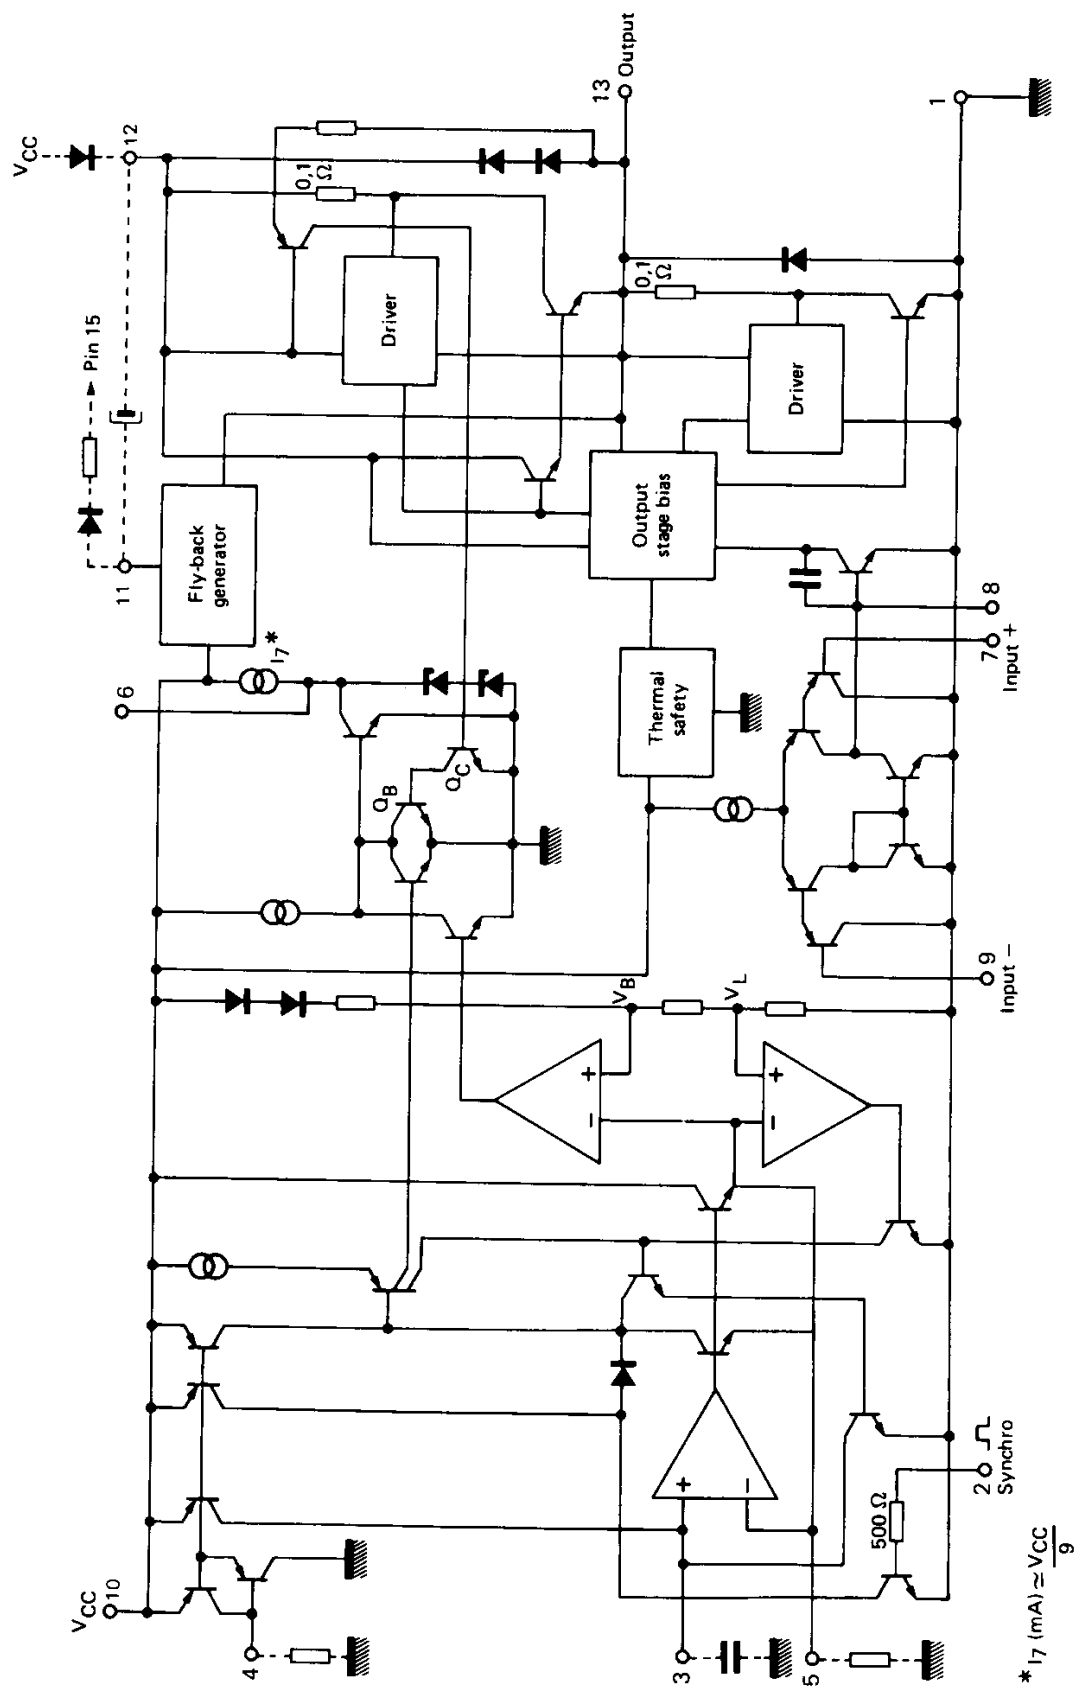 VCC
10
4
3
5
2
Synchro
500 Ω
* I7 (mA) ≃ VCC
9
VB
VL
+
−
+
−
+
−
9
Input −
7
Input +
8
6
I7 *
QB
QC
Thermal
safety
Output
stage bias
Fly-back
generator
11
Pin 15
12
VCC
Driver
Driver
0,1
Ω
0,1
Ω
13
Output
1